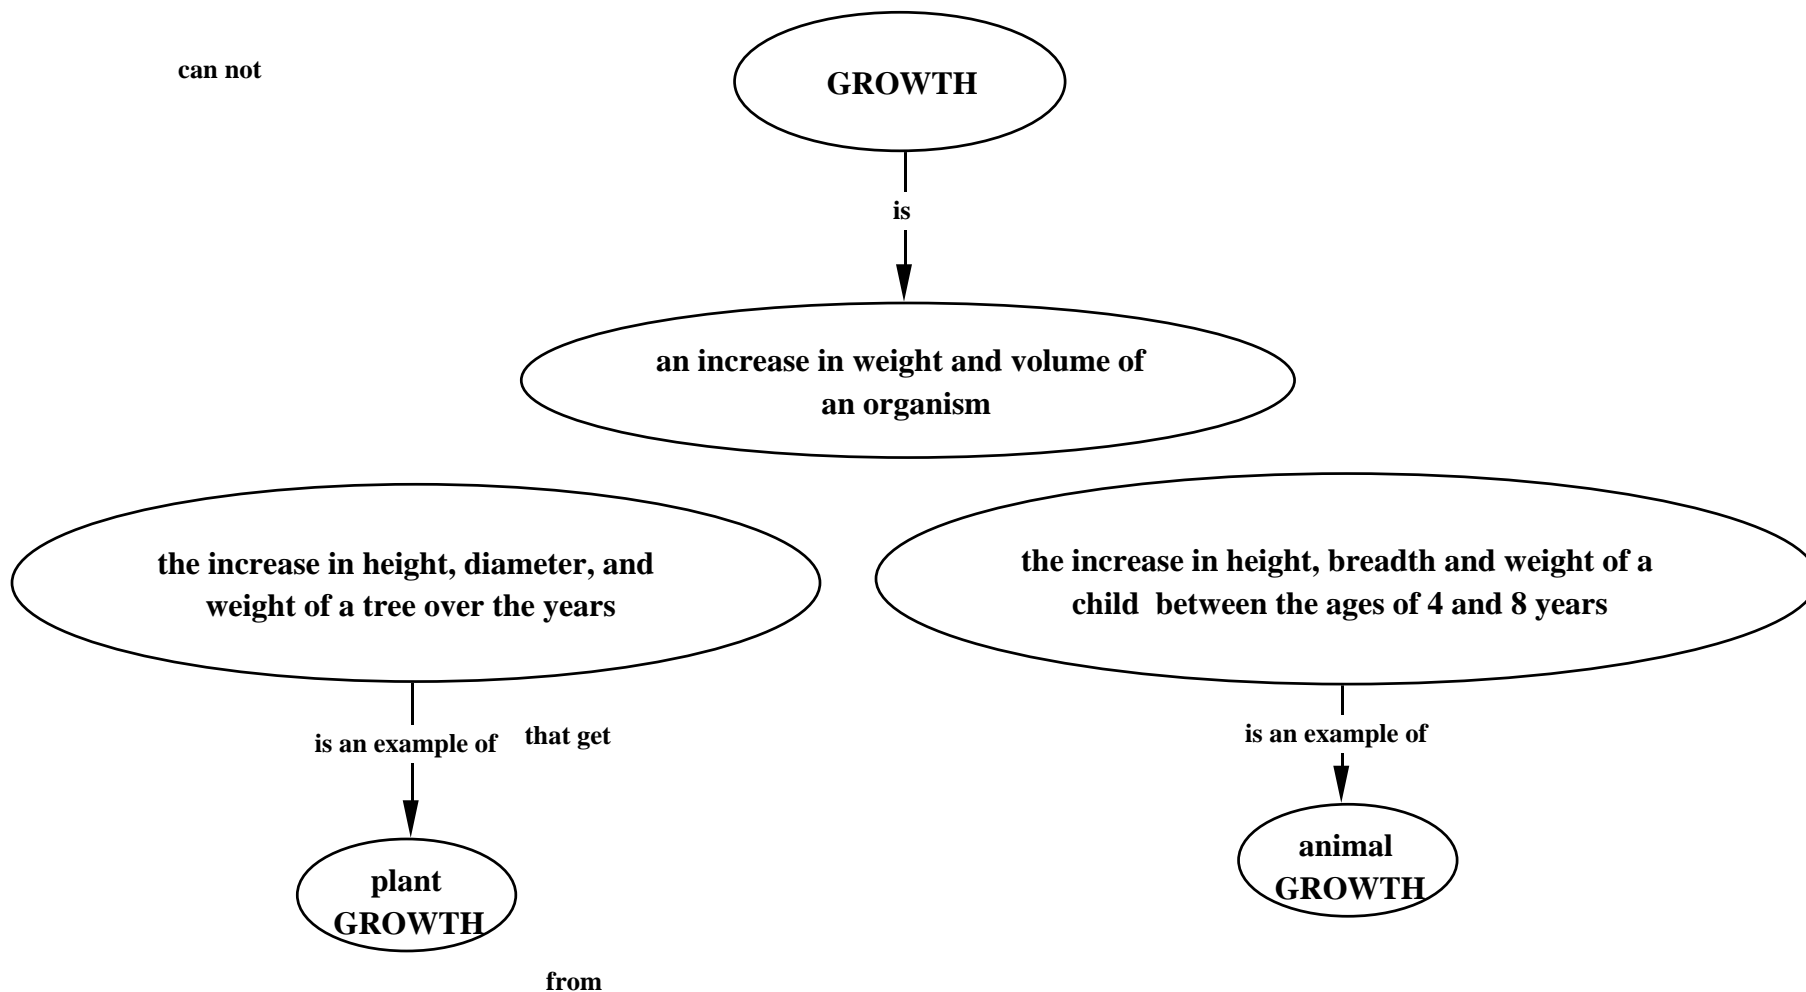 can not
GROWTH
is
an increase in weight and volume of
an organism
the increase in height, diameter, and
weight of a tree over the years
the increase in height, breadth and weight of a
child  between the ages of 4 and 8 years
is an example of
that get
is an example of
plant
GROWTH
animal
GROWTH
from